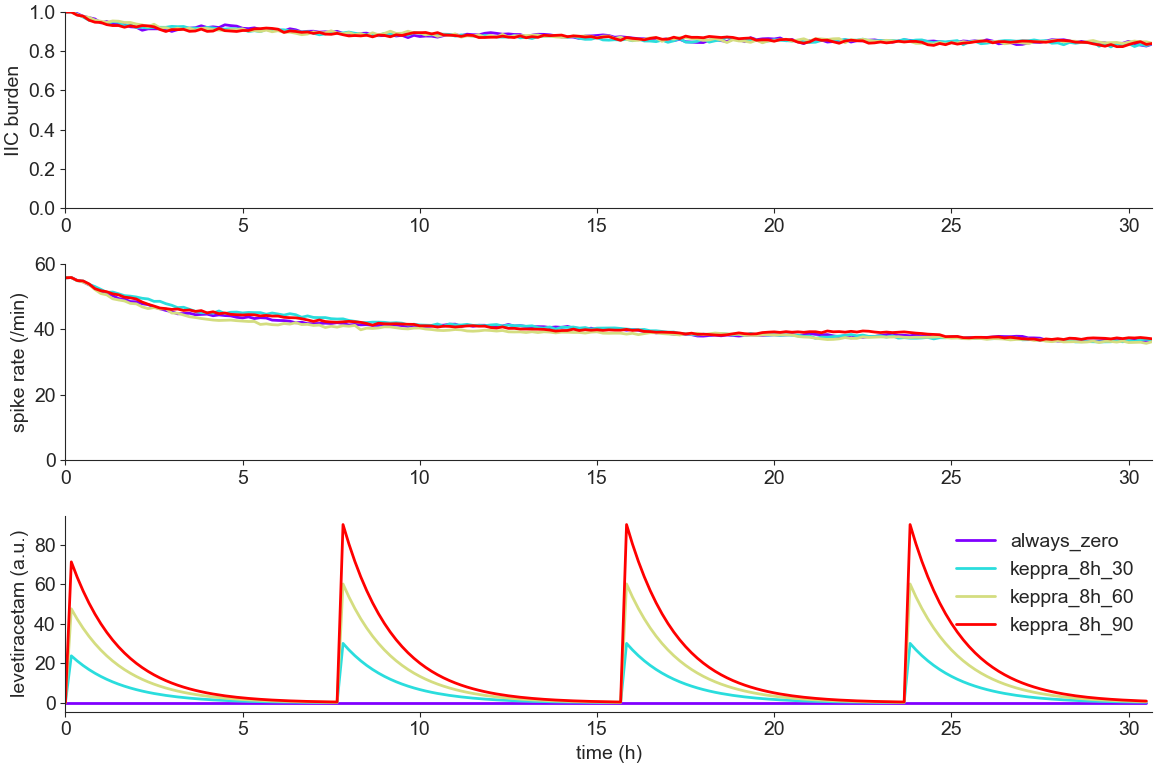 1.0
0.8
0.6
0.4
0.2
0.0
IIC burden
0 5 10 15 20 25 30
60
40
20
0
spike rate (/min)
0 5 10 15 20 25 30
80
60
40
20
0
levetiracetam (a.u.)
always_zero
keppra_8h_30
keppra_8h_60
keppra_8h_90
0 5 10 15 20 25 30
time (h)